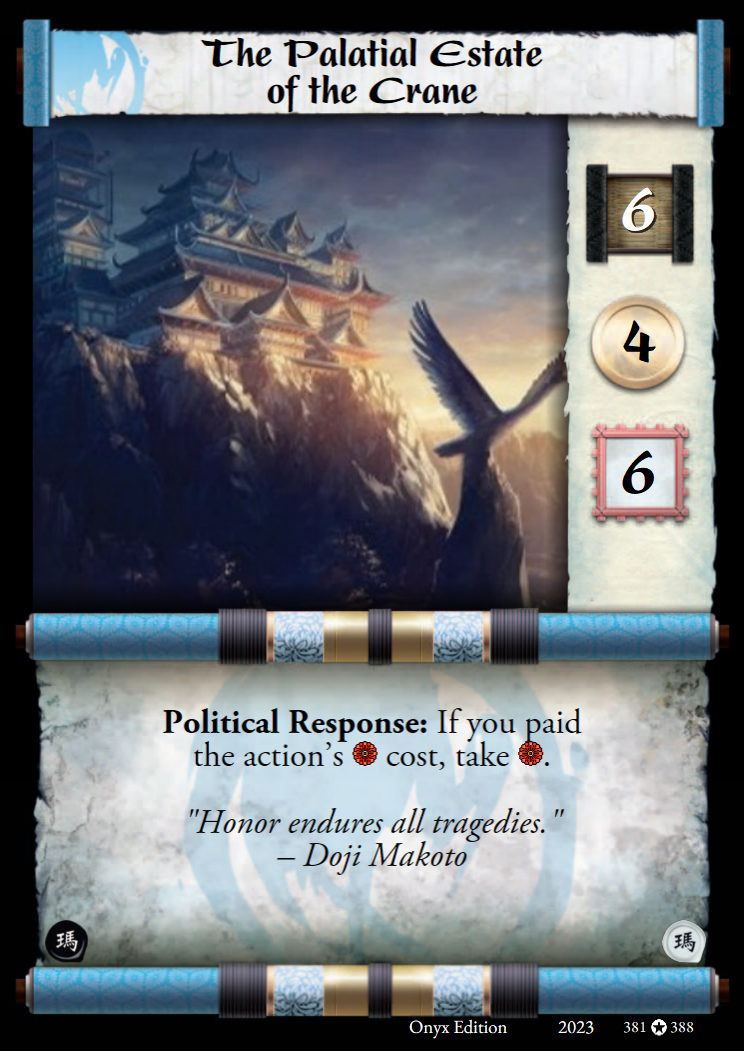 The Palatial Estate
of the Crane
6
4
6
Political Response: If you paid
the action's cost, take .
"Honor endures all tragedies."
– Doji Makoto
瑪
瑪
Onyx Edition 2023 381 388